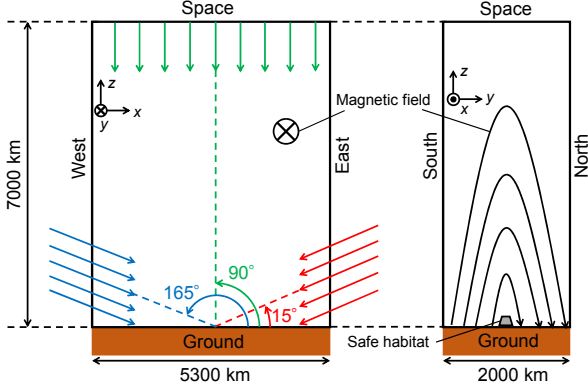 Space
Space
z
x
y
z
y
x
Magnetic field
7000 km
West
East
South
North
165°
90°
15°
Safe habitat
Ground
Ground
5300 km
2000 km